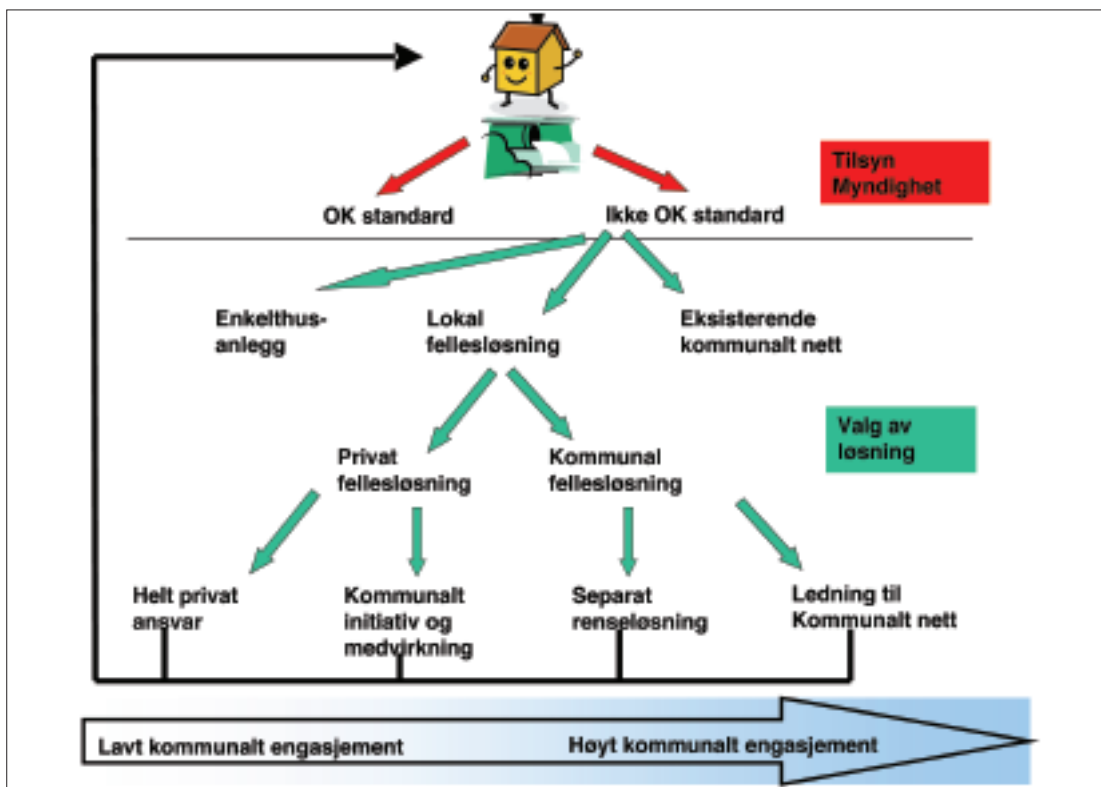 Tilsyn
Myndighet
OK standard
Ikke OK standard
Enkelthus-
anlegg
Lokal
fellesløsning
Eksisterende
kommunalt nett
Valg av
løsning
Privat
fellesløsning
Kommunal
fellesløsning
Helt privat
ansvar
Kommunalt
initiativ og
medvirkning
Separat
renseløsning
Ledning til
Kommunalt nett
Lavt kommunalt engasjement
Høyt kommunalt engasjement